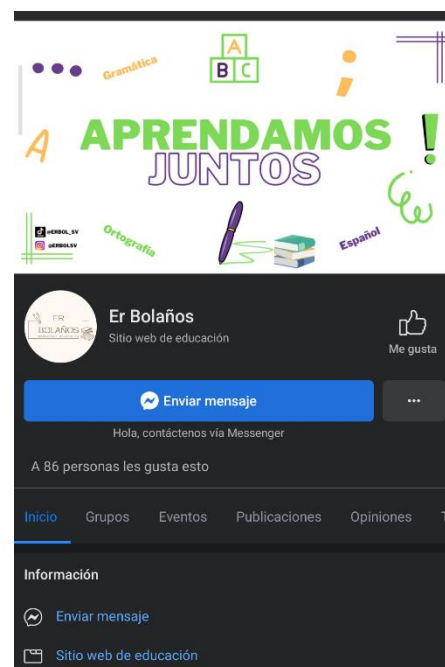 A
B C
Gramática
;
A
APRENDAMOS
JUNTOS
!
@ERBOL_SV
@ERBOLSV
Ortografía
Español
ER
BOLAÑOS
Er Bolaños
Sitio web de educación
Me gusta
Enviar mensaje
...
Hola, contáctenos vía Messenger
A 86 personas les gusta esto
Inicio Grupos Eventos Publicaciones Opiniones T
Información
Enviar mensaje
Sitio web de educación